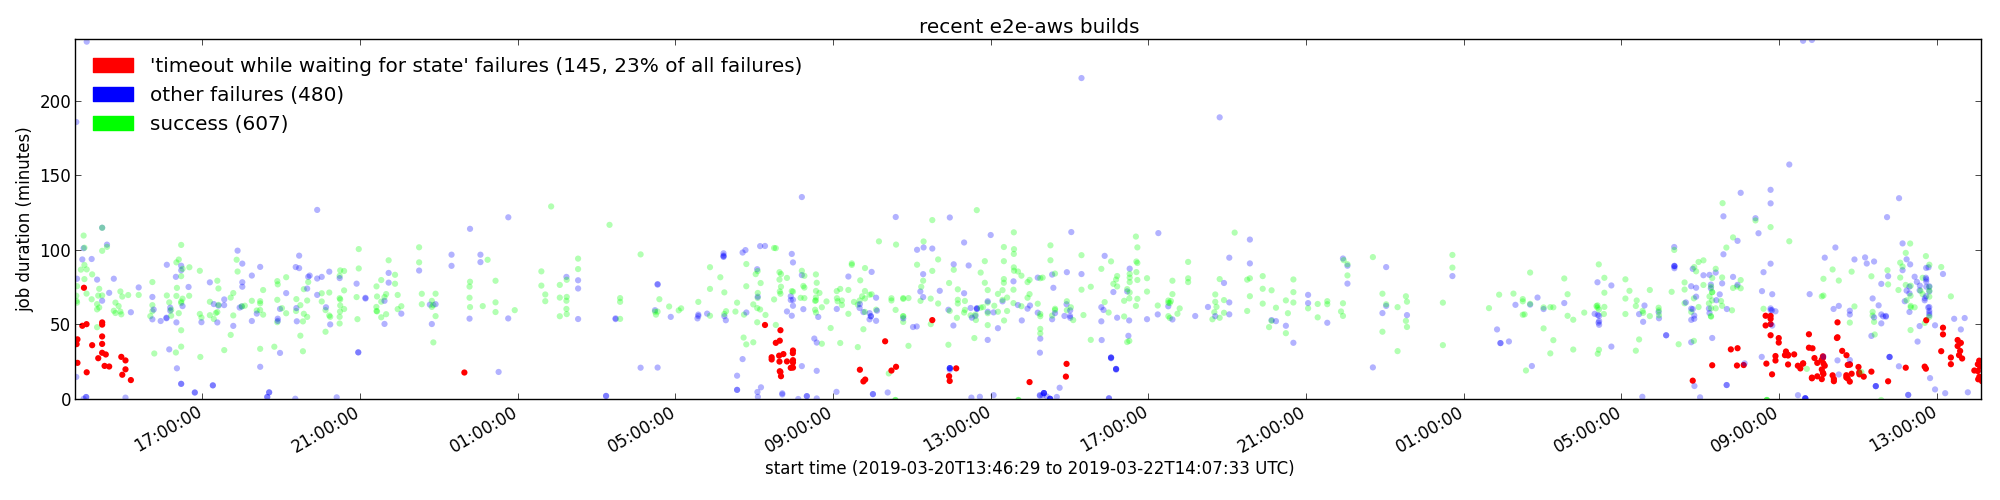 recent e2e-aws builds
'timeout while waiting for state' failures (145, 23% of all failures)
other failures (480)
success (607)
job duration (minutes)
200
150
100
50
0
17:00:00
21:00:00
01:00:00
05:00:00
09:00:00
13:00:00
17:00:00
21:00:00
01:00:00
05:00:00
09:00:00
13:00:00
start time (2019-03-20T13:46:29 to 2019-03-22T14:07:33 UTC)